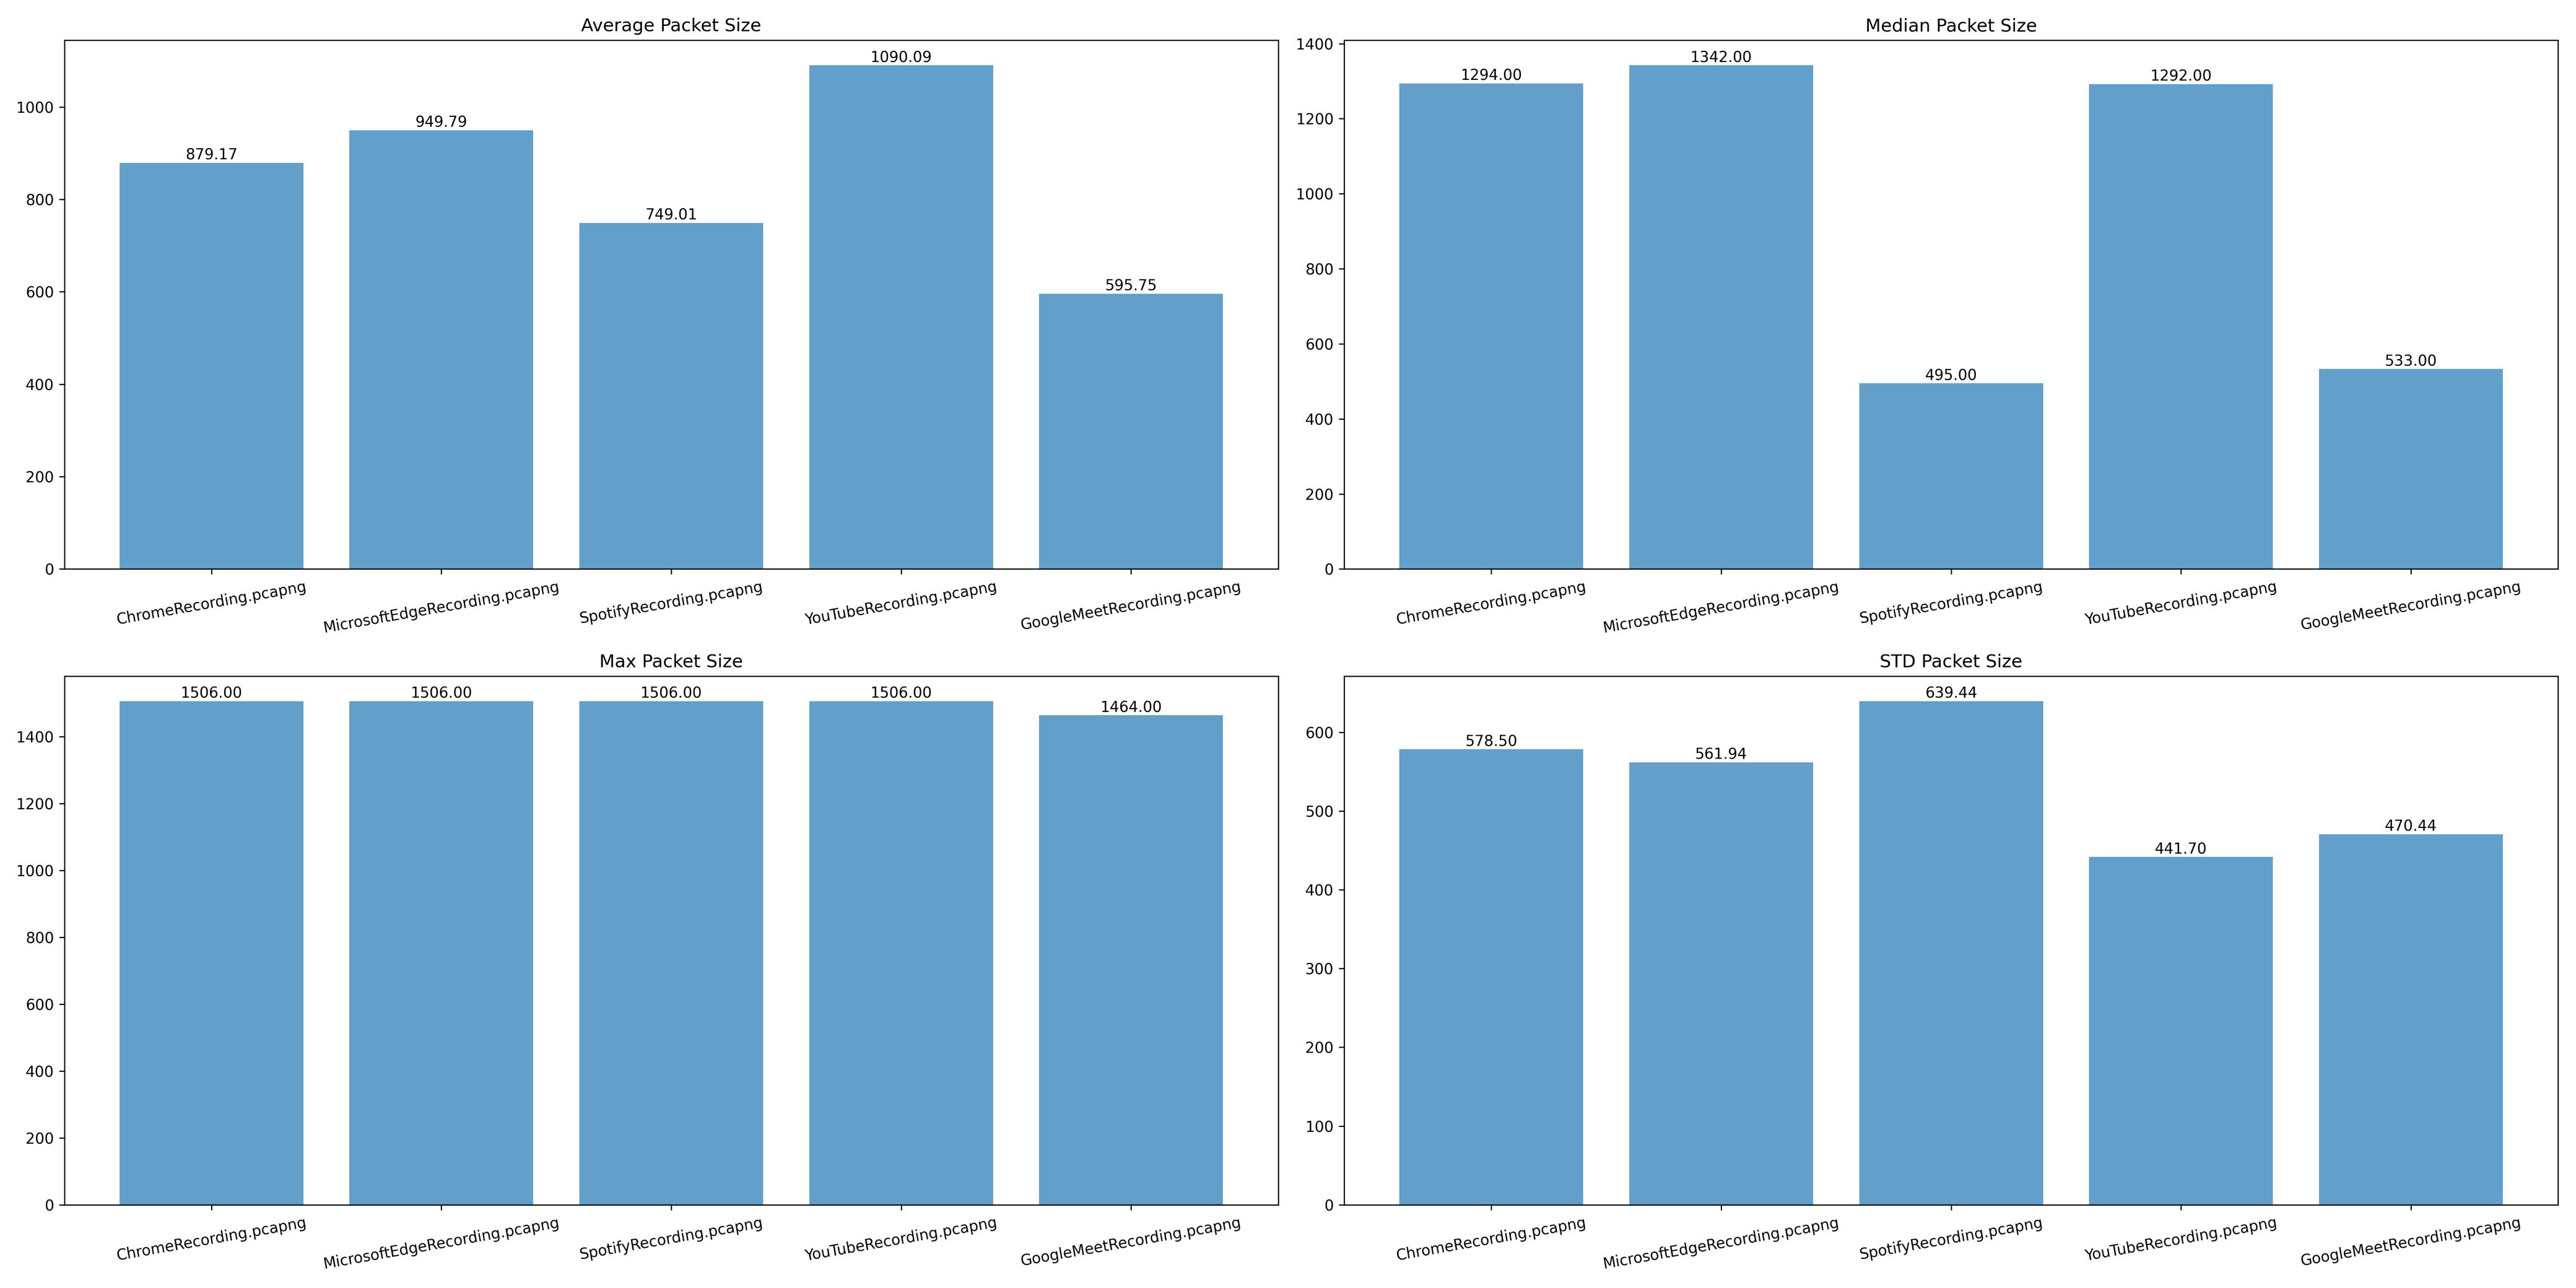 Average Packet Size
1000
800
600
400
200
0
879.17
949.79
749.01
1090.09
595.75
ChromeRecording.pcapng
MicrosoftEdgeRecording.pcapng
SpotifyRecording.pcapng
YouTubeRecording.pcapng
GoogleMeetRecording.pcapng
Median Packet Size
1400
1200
1000
800
600
400
200
0
1294.00
1342.00
495.00
1292.00
533.00
ChromeRecording.pcapng
MicrosoftEdgeRecording.pcapng
SpotifyRecording.pcapng
YouTubeRecording.pcapng
GoogleMeetRecording.pcapng
Max Packet Size
1400
1200
1000
800
600
400
200
0
1506.00
1506.00
1506.00
1506.00
1464.00
ChromeRecording.pcapng
MicrosoftEdgeRecording.pcapng
SpotifyRecording.pcapng
YouTubeRecording.pcapng
GoogleMeetRecording.pcapng
STD Packet Size
600
500
400
300
200
100
0
578.50
561.94
639.44
441.70
470.44
ChromeRecording.pcapng
MicrosoftEdgeRecording.pcapng
SpotifyRecording.pcapng
YouTubeRecording.pcapng
GoogleMeetRecording.pcapng